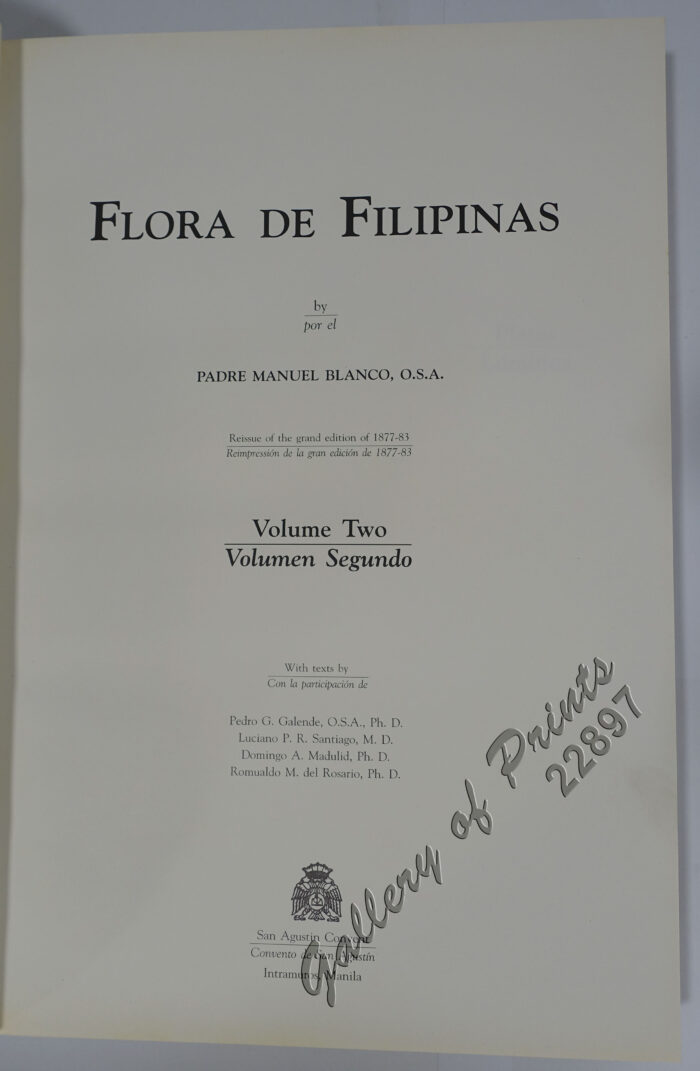 FLORA DE FILIPINAS
by
por el
PADRE MANUEL BLANCO, O.S.A.
Reissue of the grand edition of 1877-83
Reimpresión de la gran edición de 1877-83
Volume Two
Volumen Segundo
With texts by
Con la participación de
Pedro G. Galende, O.S.A., Ph. D.
Luciano P. R. Santiago, M. D.
Domingo A. Madulid, Ph. D.
Romualdo M. del Rosario, Ph. D.
San Agustin Convent
Convento de San Agustín
Intramuros, Manila
Gallery of Prints
22897